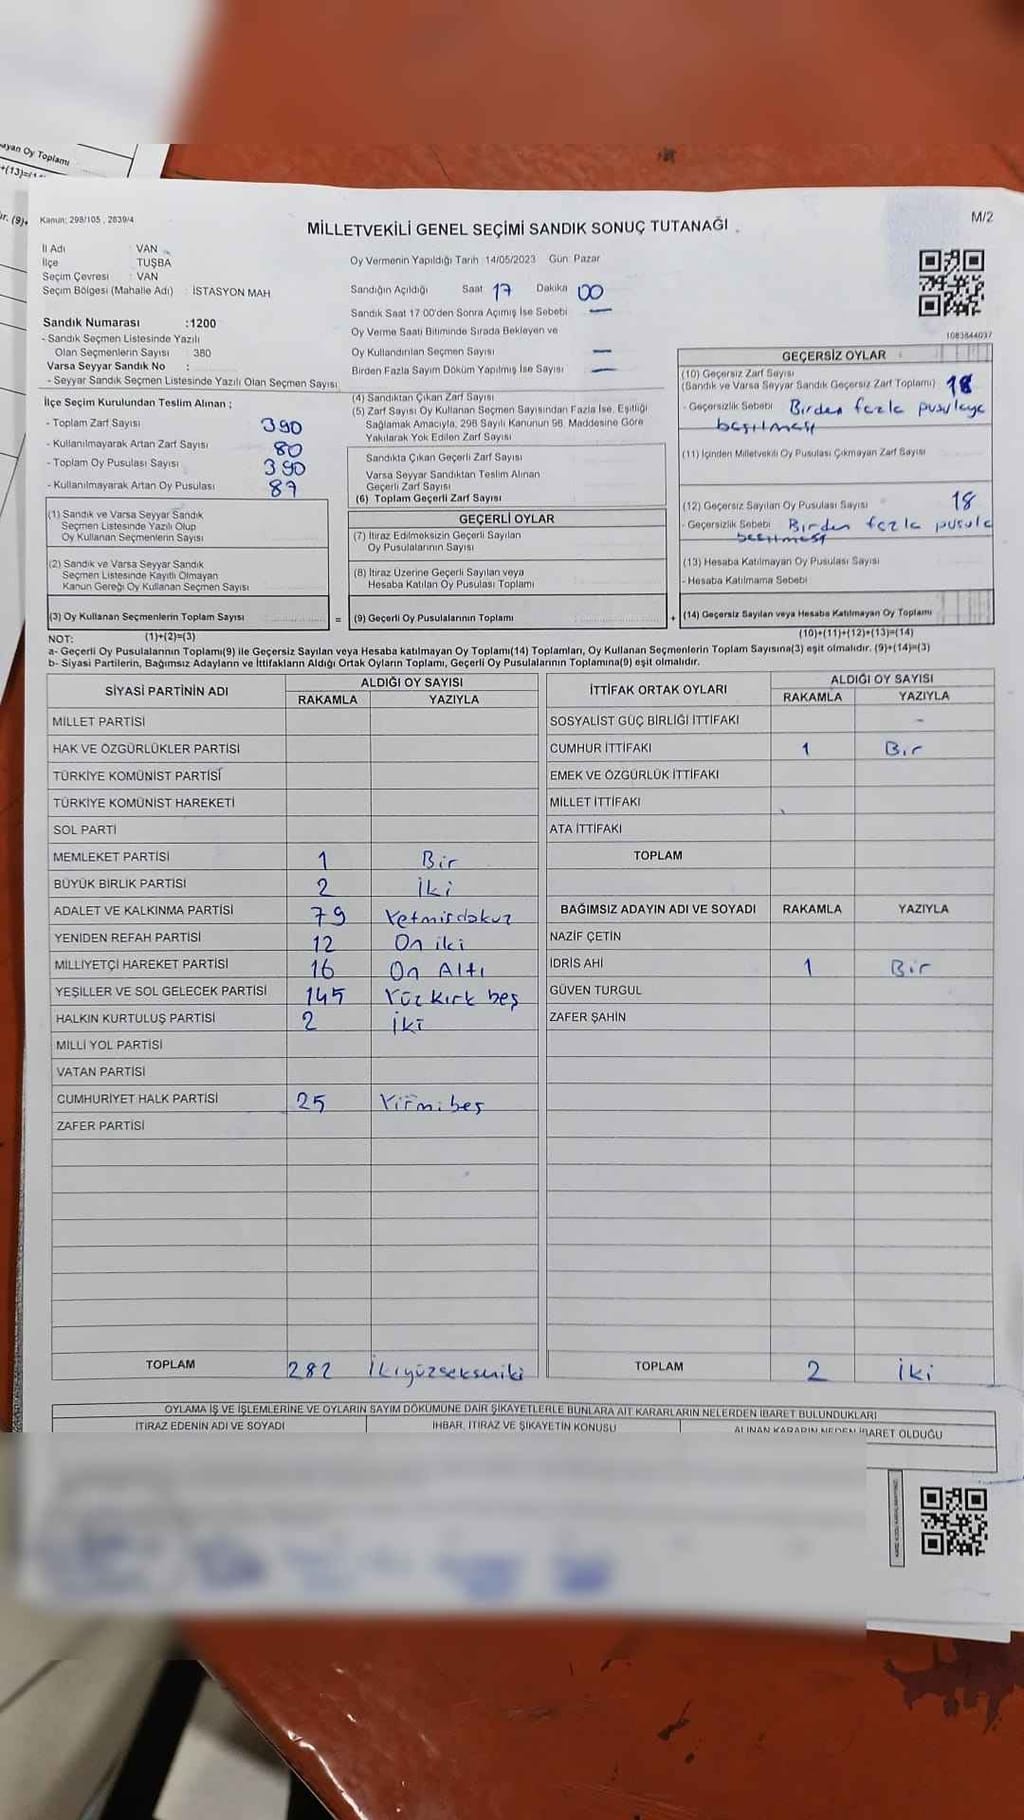 ayan Oy Toplamı
Kanun: 298/105 , 2839/4
MİLLETVEKİLİ GENEL SEÇİMİ SANDIK SONUÇ TUTANAĞI
M/2
İl Adı : VAN
İlçe : TUŞBA
Seçim Çevresi : VAN
Seçim Bölgesi (Mahalle Adı) : İSTASYON MAH
Sandık Numarası :1200
- Sandık Seçmen Listesinde Yazılı
Olan Seçmenlerin Sayısı : 380
Varsa Seyyar Sandık No :
- Seyyar Sandık Seçmen Listesinde Yazılı Olan Seçmen Sayısı
Oy Vermenin Yapıldığı Tarih 14/05/2023 Gün: Pazar
Sandığın Açıldığı Saat 17 Dakika 00
Sandık Saat 17:00'den Sonra Açımış İse Sebebi —
Oy Verme Saati Bitiminde Sırada Bekleyen ve
Oy Kullandırılan Seçmen Sayısı —
Birden Fazla Sayım Döküm Yapılmış İse Sayısı —
1083644037
İlçe Seçim Kurulundan Teslim Alınan ;
- Toplam Zarf Sayısı 390
- Kullanılmayarak Artan Zarf Sayısı 80
- Toplam Oy Pusulası Sayısı 390
- Kullanılmayarak Artan Oy Pusulası 87
(1) Sandık ve Varsa Seyyar Sandık
Seçmen Listesinde Yazılı Olup
Oy Kullanan Seçmenlerin Sayısı
(2) Sandık ve Varsa Seyyar Sandık
Seçmen Listesinde Kayıtlı Olmayan
Kanun Gereği Oy Kullanan Seçmen Sayısı
(3) Oy Kullanan Seçmenlerin Toplam Sayısı
(4) Sandıktan Çıkan Zarf Sayısı
(5) Zarf Sayısı Oy Kullanan Seçmen Sayısından Fazla İse, Eşitliği
Sağlamak Amacıyla, 298 Sayılı Kanunun 98. Maddesine Göre
Yakılarak Yok Edilen Zarf Sayısı
Sandıkta Çıkan Geçerli Zarf Sayısı
Varsa Seyyar Sandıktan Teslim Alınan
Geçerli Zarf Sayısı
(6) Toplam Geçerli Zarf Sayısı
GEÇERLİ OYLAR
(7) İtiraz Edilmeksizin Geçerli Sayılan
Oy Pusulalarının Sayısı
(8) İtiraz Üzerine Geçerli Sayılan veya
Hesaba Katılan Oy Pusulası Toplamı
= (9) Geçerli Oy Pusulalarının Toplamı
GEÇERSİZ OYLAR
(10) Geçersiz Zarf Sayısı
(Sandık ve Varsa Seyyar Sandık Geçersiz Zarf Toplamı) 18
- Geçersizlik Sebebi Birden fazla pusulaya
basılması
(11) İçinden Milletvekili Oy Pusulası Çıkmayan Zarf Sayısı
(12) Geçersiz Sayılan Oy Pusulası Sayısı 18
- Geçersizlik Sebebi Birden fazla pusula
basılması
(13) Hesaba Katılmayan Oy Pusulası Sayısı
- Hesaba Katılmama Sebebi
+ (14) Geçersiz Sayılan veya Hesaba Katılmayan Oy Toplamı
NOT: (1)+(2)=(3) (10)+(11)+(12)+(13)=(14)
a- Geçerli Oy Pusulalarının Toplamı(9) ile Geçersiz Sayılan veya Hesaba katılmayan Oy Toplamı(14) Toplamları, Oy Kullanan Seçmenlerin Toplam Sayısına(3) eşit olmalıdır. (9)+(14)=(3)
b- Siyasi Partilerin, Bağımsız Adayların ve İttifakların Aldığı Ortak Oyların Toplamı, Geçerli Oy Pusulalarının Toplamına(9) eşit olmalıdır.
SİYASİ PARTİNİN ADI ALDIĞI OY SAYISI
RAKAMLA YAZIYLA
MİLLET PARTİSİ
HAK VE ÖZGÜRLÜKLER PARTİSİ
TÜRKİYE KOMÜNİST PARTİSİ
TÜRKİYE KOMÜNİST HAREKETİ
SOL PARTİ
MEMLEKET PARTİSİ 1 Bir
BÜYÜK BİRLİK PARTİSİ 2 İki
ADALET VE KALKINMA PARTİSİ 79 Yetmişdokuz
YENİDEN REFAH PARTİSİ 12 On iki
MİLLİYETÇİ HAREKET PARTİSİ 16 On Altı
YEŞİLLER VE SOL GELECEK PARTİSİ 145 Yüz kırk beş
HALKIN KURTULUŞ PARTİSİ 2 İki
MİLLİ YOL PARTİSİ
VATAN PARTİSİ
CUMHURİYET HALK PARTİSİ 25 Yirmi beş
ZAFER PARTİSİ
TOPLAM 282 İkiyüzsekseniki
İTTİFAK ORTAK OYLARI ALDIĞI OY SAYISI
RAKAMLA YAZIYLA
SOSYALİST GÜÇ BİRLİĞİ İTTİFAKI -
CUMHUR İTTİFAKI 1 Bir
EMEK VE ÖZGÜRLÜK İTTİFAKI
MİLLET İTTİFAKI
ATA İTTİFAKI
TOPLAM
BAĞIMSIZ ADAYIN ADI VE SOYADI RAKAMLA YAZIYLA
NAZİF ÇETİN
İDRİS AHİ 1 Bir
GÜVEN TURGUL
ZAFER ŞAHİN
TOPLAM 2 İki
OYLAMA İŞ VE İŞLEMLERİNE VE OYLARIN SAYIM DÖKÜMÜNE DAİR ŞİKAYETLERLE BUNLARA AİT KARARLARIN NELERDEN İBARET BULUNDUKLARI
İTİRAZ EDENİN ADI VE SOYADI İHBAR, İTİRAZ VE ŞİKAYETİN KONUSU ALINAN KARARIN NEDEN İBARET OLDUĞU